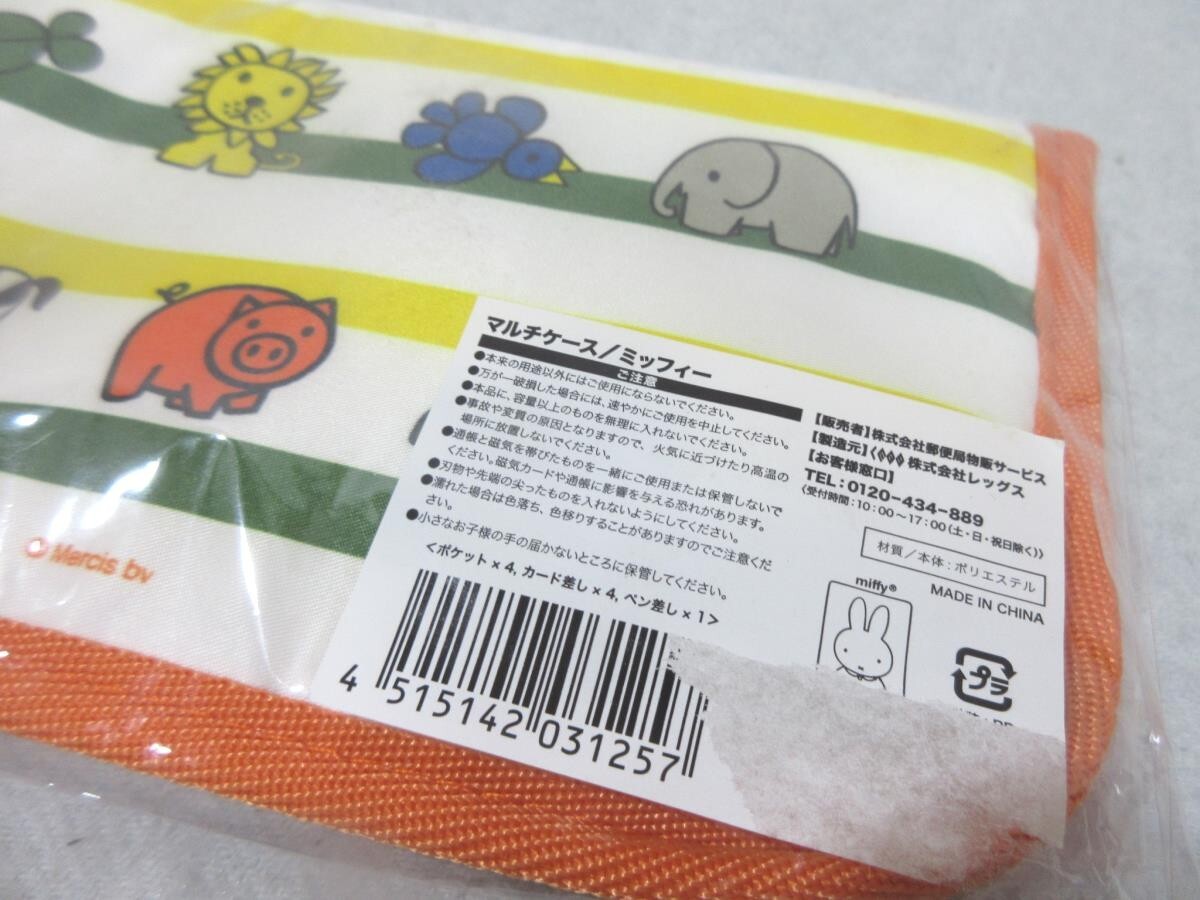 マルチケース/ミッフィー
ご注意
●本来の用途以外にはご使用にならないでください。
●万が一破損した場合には、速やかにご使用を中止してください。
●本品に、容量以上のものを無理に入れないでください。
●事故や変質の原因となりますので、火気に近づけたり高温の
場所に放置しないでください。
●通帳と磁気を帯びたものを一緒にご使用または保管しないで
ください。磁気カードや通帳に影響を与える恐れがあります。
●刃物や先端の尖ったものを入れないようにしてください。
●濡れた場合は色落ち、色移りすることがありますのでご注意くだ
さい。
●小さなお子様の手の届かないところに保管してください。
<ポケット×4, カード差し×4, ペン差し×1>
4 515142 031257
【販売者】株式会社郵便局物販サービス
【製造元】株式会社レッグス
【お客様窓口】
TEL:0120-434-889
(受付時間:10:00〜17:00(土・日・祝日除く))
材質/本体:ポリエステル
MADE IN CHINA
miffy®
プラ
© Mercis bv